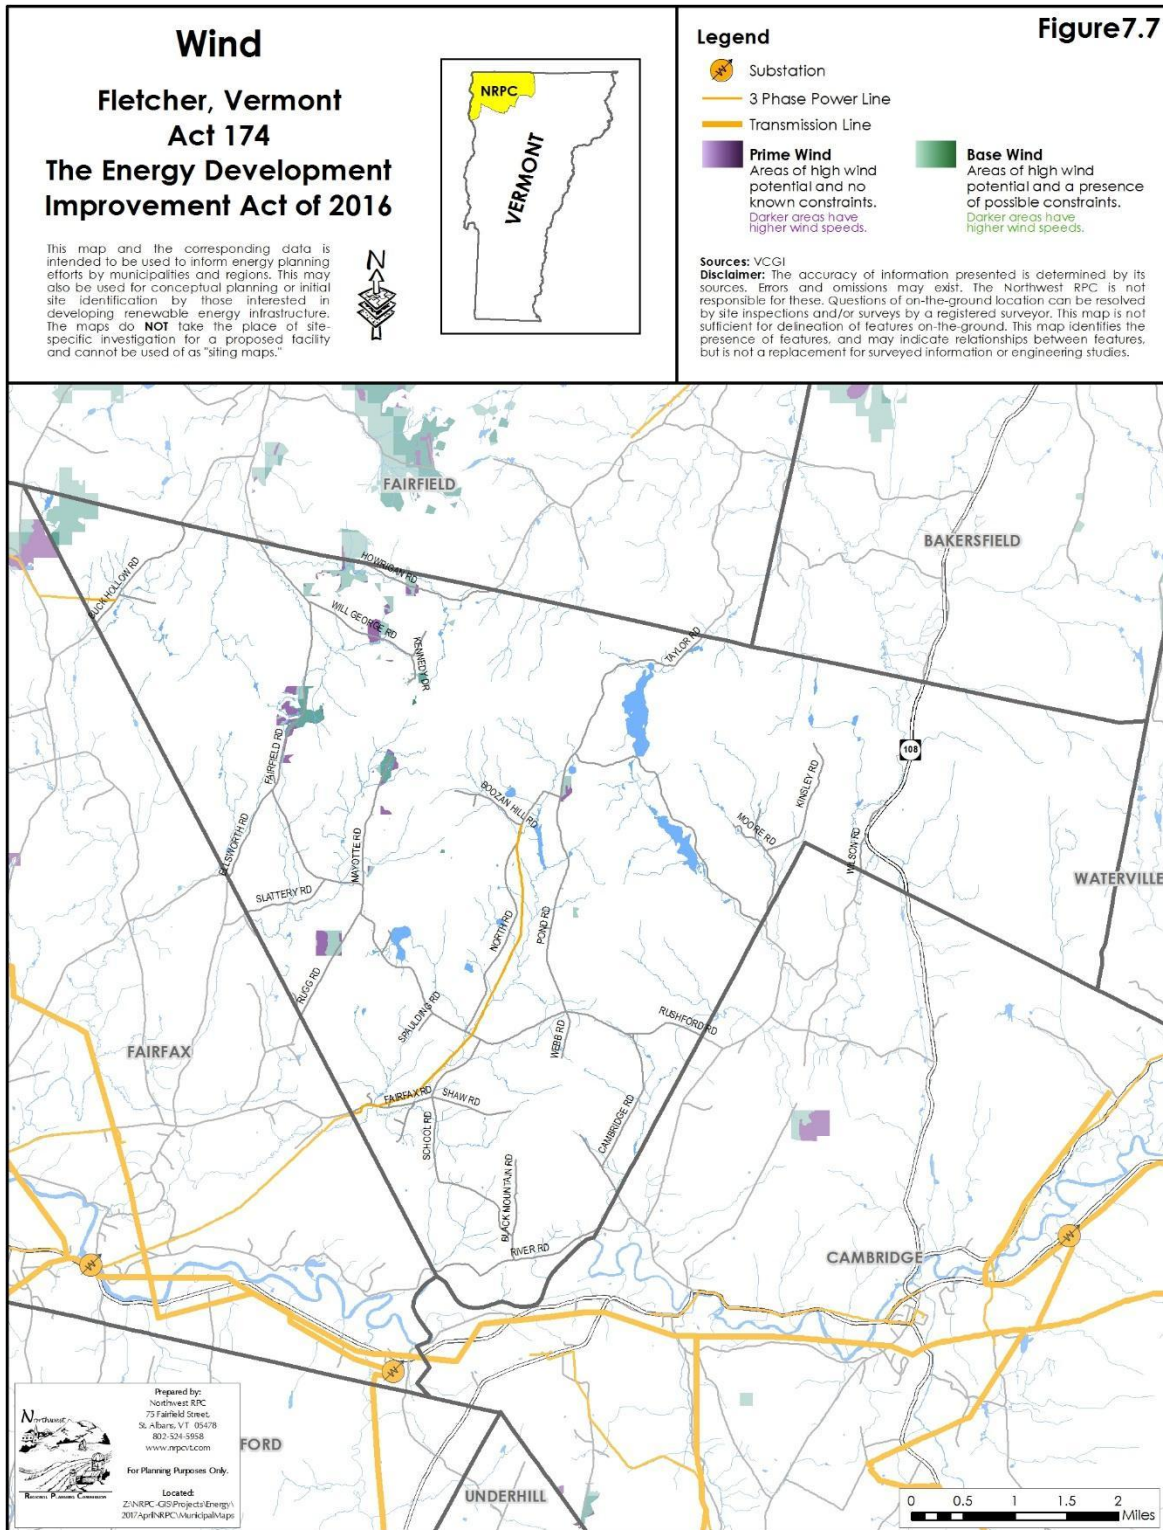 Wind
Fletcher, Vermont
Act 174
The Energy Development
Improvement Act of 2016
This map and the corresponding data is
intended to be used to inform energy planning
efforts by municipalities and regions. This may
also be used for conceptual planning or initial
site identification by those interested in
developing renewable energy infrastructure.
The maps do NOT take the place of site-
specific investigation for a proposed facility
and cannot be used of as "siting maps."
N
NRPC
VERMONT
Figure7.7
Legend
Substation
3 Phase Power Line
Transmission Line
Prime Wind
Areas of high wind
potential and no
known constraints.
Darker areas have
higher wind speeds.
Base Wind
Areas of high wind
potential and a presence
of possible constraints.
Darker areas have
higher wind speeds.
Sources: VCGI
Disclaimer: The accuracy of information presented is determined by its
sources. Errors and omissions may exist. The Northwest RPC is not
responsible for these. Questions of on-the-ground location can be resolved
by site inspections and/or surveys by a registered surveyor. This map is not
sufficient for delineation of features on-the-ground. This map identifies the
presence of features, and may indicate relationships between features,
but is not a replacement for surveyed information or engineering studies.
FAIRFIELD
BAKERSFIELD
HOWRIGAN RD
BUCK HOLLOW RD
WILL GEORGE RD
KENNEDY DR
TAYLOR RD
108
FAIRFIELD RD
KINSLEY RD
BOOZAN HILL RD
MOORE RD
WILSON RD
ELLSWORTH RD
MAYOTTE RD
WATERVILLE
SLATTERY RD
NORTH RD
POND RD
RUGG RD
SPAULDING RD
RUSHFORD RD
WEBB RD
FAIRFAX
FAIRFAX RD
SHAW RD
SCHOOL RD
CAMBRIDGE RD
BLACK MOUNTAIN RD
RIVER RD
CAMBRIDGE
W
W
W
FORD
UNDERHILL
Northwest
REGIONAL PLANNING COMMISSION
Prepared by:
Northwest RPC
75 Fairfield Street,
St. Albans, VT 05478
802-524-5958
www.nrpcvt.com
For Planning Purposes Only.
Located:
Z:\NRPC-GIS\Projects\Energy\
2017AprilNRPC\MunicipalMaps
0 0.5 1 1.5 2
Miles